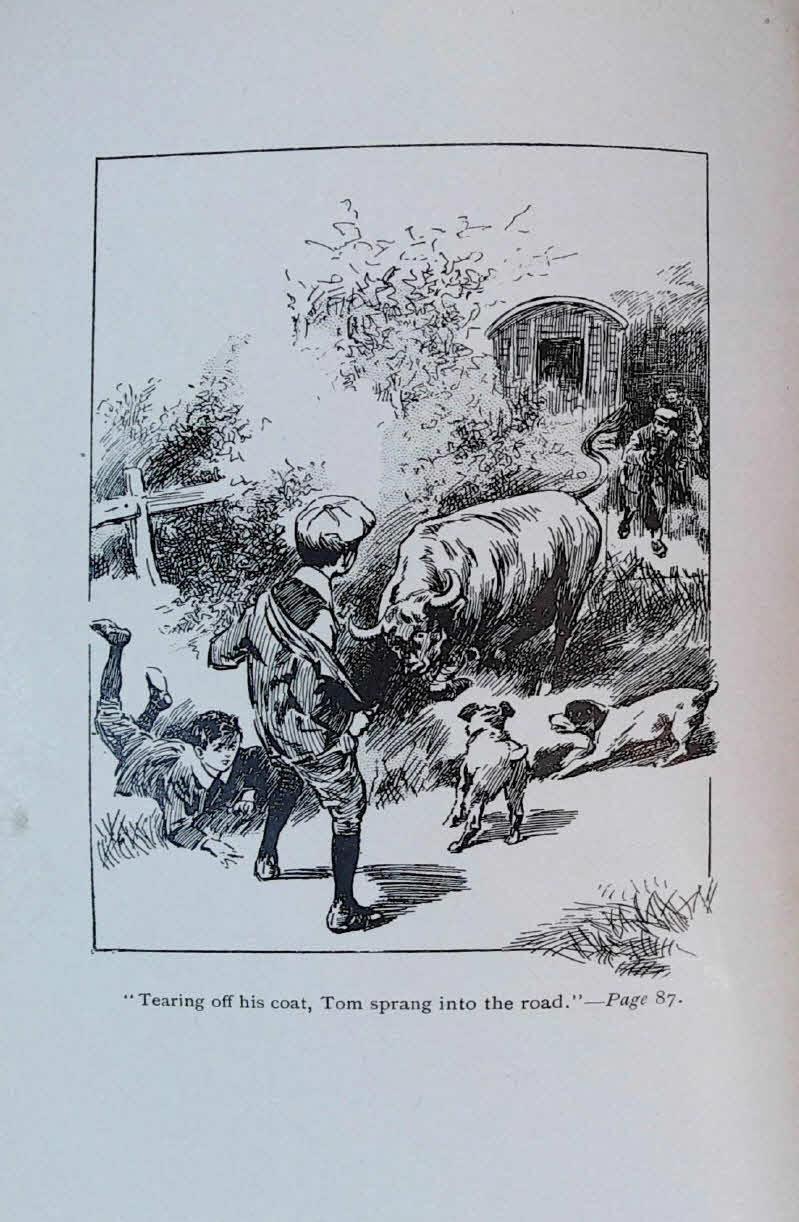 "Tearing off his coat, Tom sprang into the road."—Page 87.